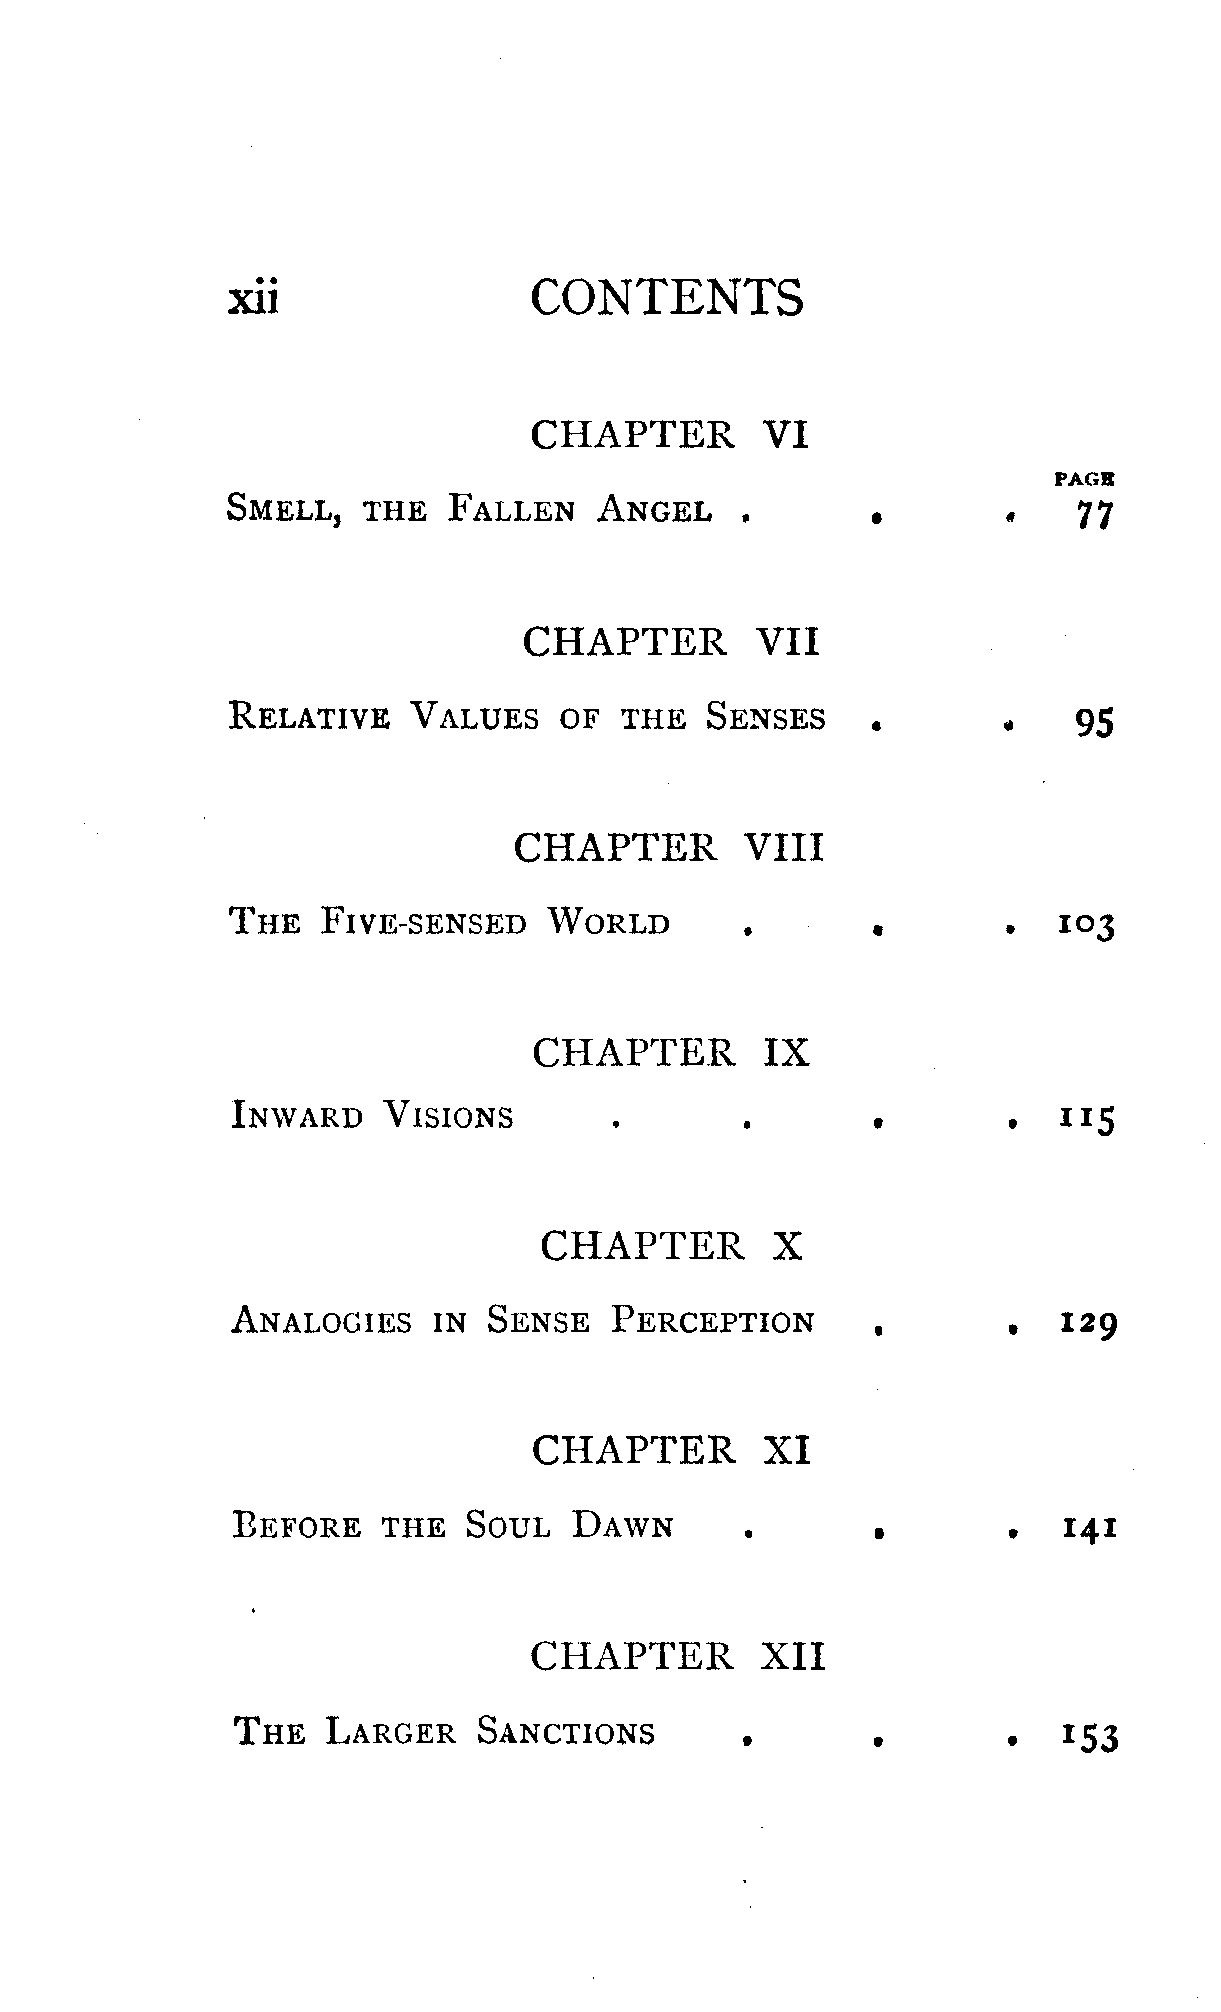 xii CONTENTS
CHAPTER VI
PAGE
SMELL, THE FALLEN ANGEL . . . 77
CHAPTER VII
RELATIVE VALUES OF THE SENSES . . 95
CHAPTER VIII
THE FIVE-SENSED WORLD . . . 103
CHAPTER IX
INWARD VISIONS . . . . 115
CHAPTER X
ANALOGIES IN SENSE PERCEPTION . . 129
CHAPTER XI
BEFORE THE SOUL DAWN . . . 141
CHAPTER XII
THE LARGER SANCTIONS . . . 153